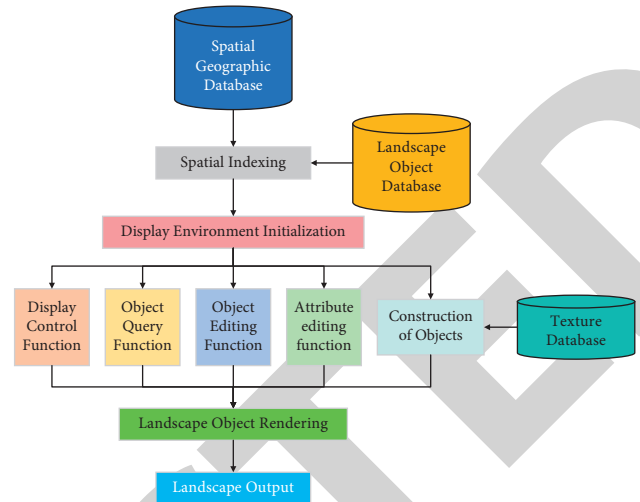 Spatial
Geographic
Database
Spatial Indexing
Landscape
Object
Database
Display Environment Initialization
Display
Control
Function
Object
Query
Function
Object
Editing
Function
Attribute
editing
function
Construction
of Objects
Texture
Database
Landscape Object Rendering
Landscape Output